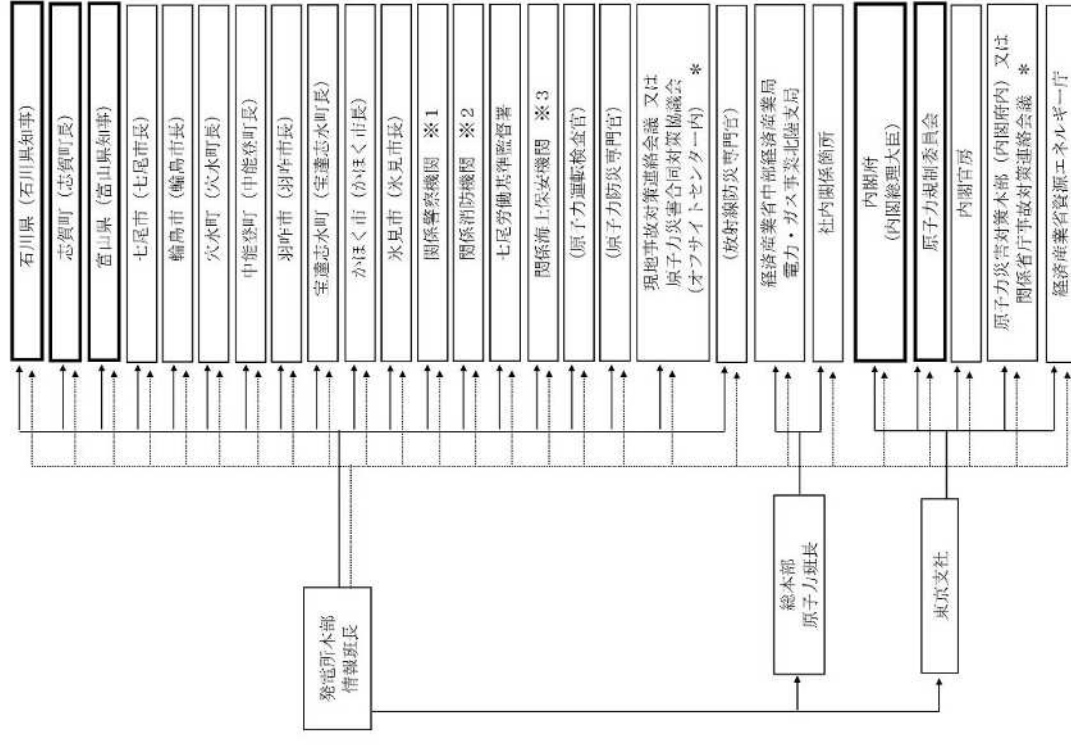 石川県（石川県知事）
志賀町（志賀町長）
富山県（富山県知事）
七尾市（七尾市長）
輪島市（輪島市長）
穴水町（穴水町長）
中能登町（中能登町長）
羽咋市（羽咋市長）
宝達志水町（宝達志水町長）
かほく市（かほく市長）
氷見市（氷見市長）
関係警察機関　※1
関係消防機関　※2
七尾労働基準監督署
関係海上保安機関　※3
（原子力運転検査官）
（原子力防災専門官）
現地事故対策連絡会議 又は
原子力災害合同対策協議会
（オフサイトセンター内）　*
（放射線防災専門官）
経済産業省中部経済産業局
電力・ガス事業北陸支局
社内関係箇所
内閣府
（内閣総理大臣）
原子力規制委員会
内閣官房
原子力災害対策本部（内閣府内）又は
関係省庁事故対策連絡会議　*
経済産業省資源エネルギー庁
発電所本部
情報班長
総本部
原子力班長
東京支社